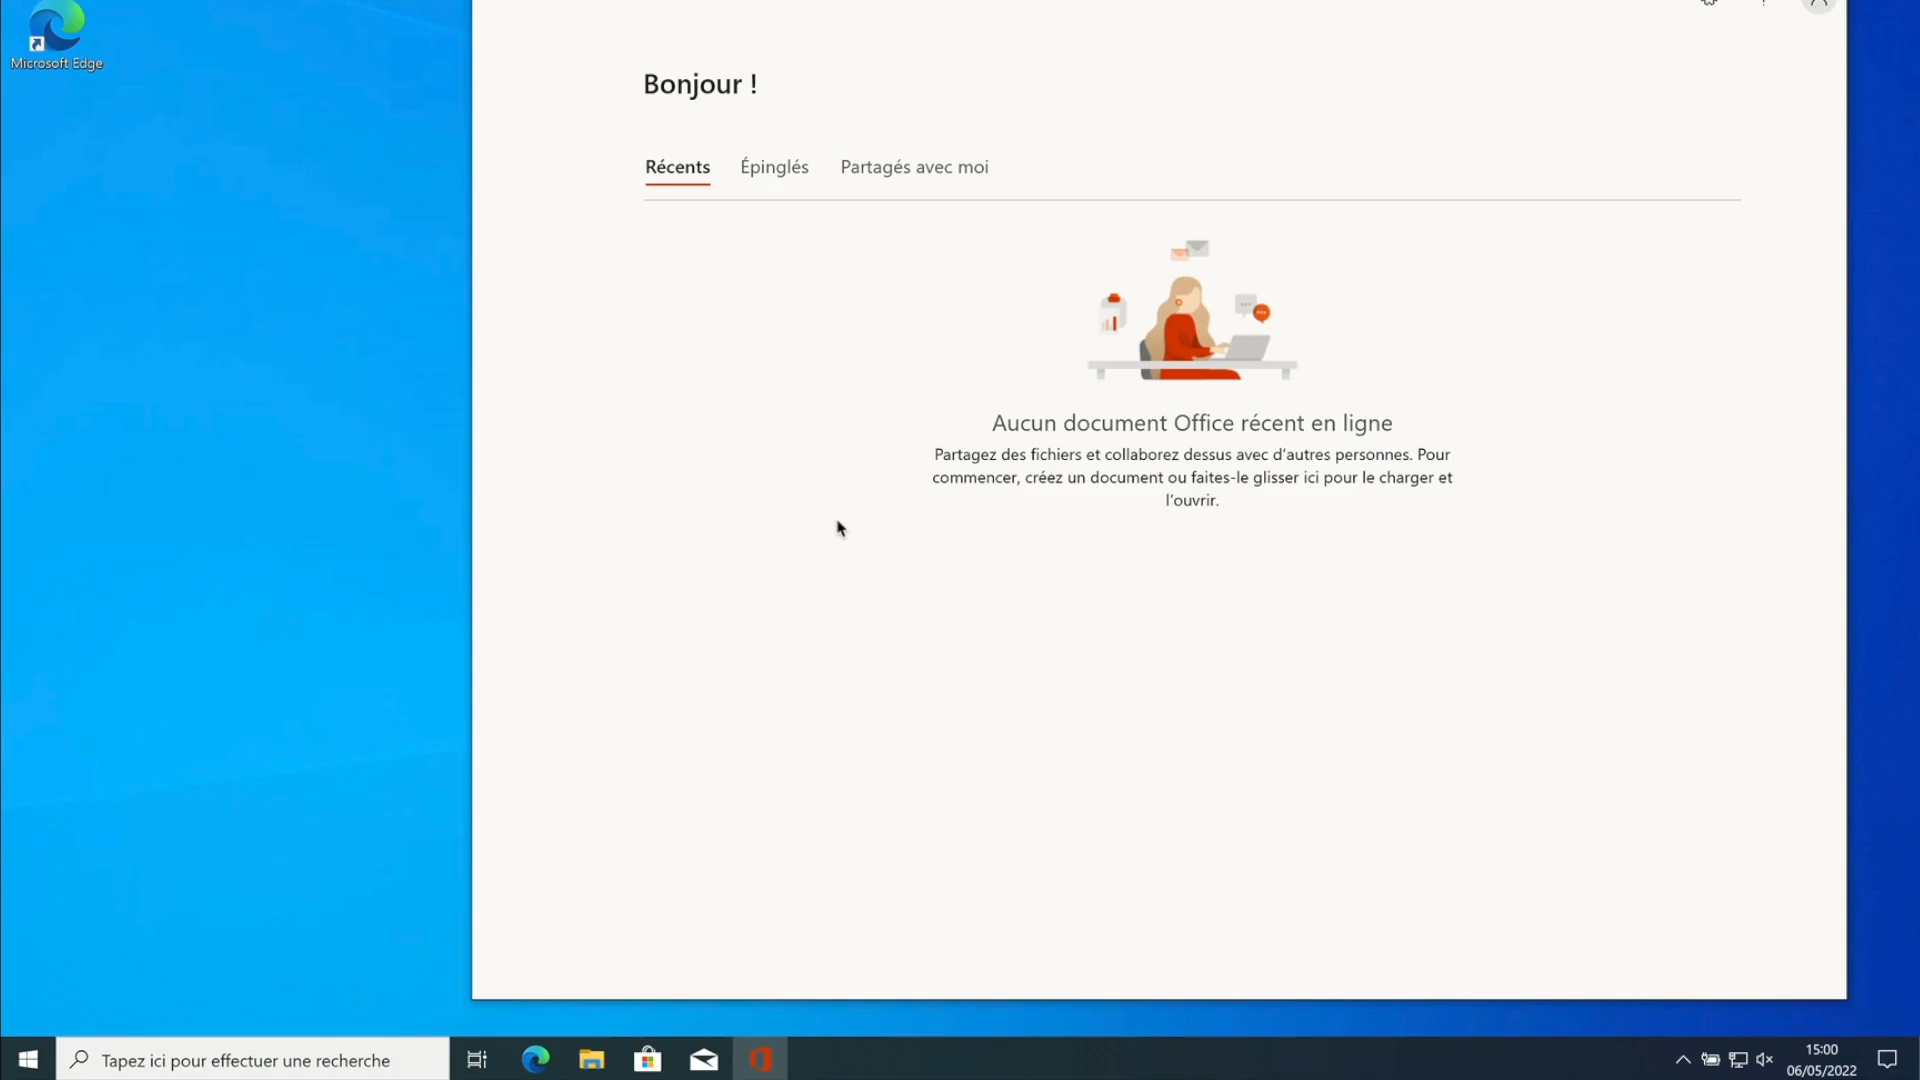 Microsoft Edge
Bonjour !
Récents
Épinglés
Partagés avec moi
Aucun document Office récent en ligne
Partagez des fichiers et collaborez dessus avec d'autres personnes. Pour
commencer, créez un document ou faites-le glisser ici pour le charger et
l'ouvrir.
Tapez ici pour effectuer une recherche
15:00
06/05/2022